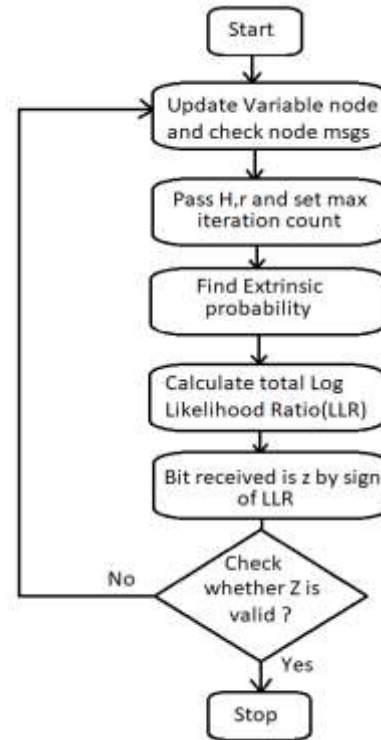 Start
Update Variable node
and check node msgs
Pass H,r and set max
iteration count
Find Extrinsic
probability
Calculate total Log
Likelihood Ratio(LLR)
Bit received is z by sign
of LLR
Check
whether Z is
valid ?
No
Yes
Stop